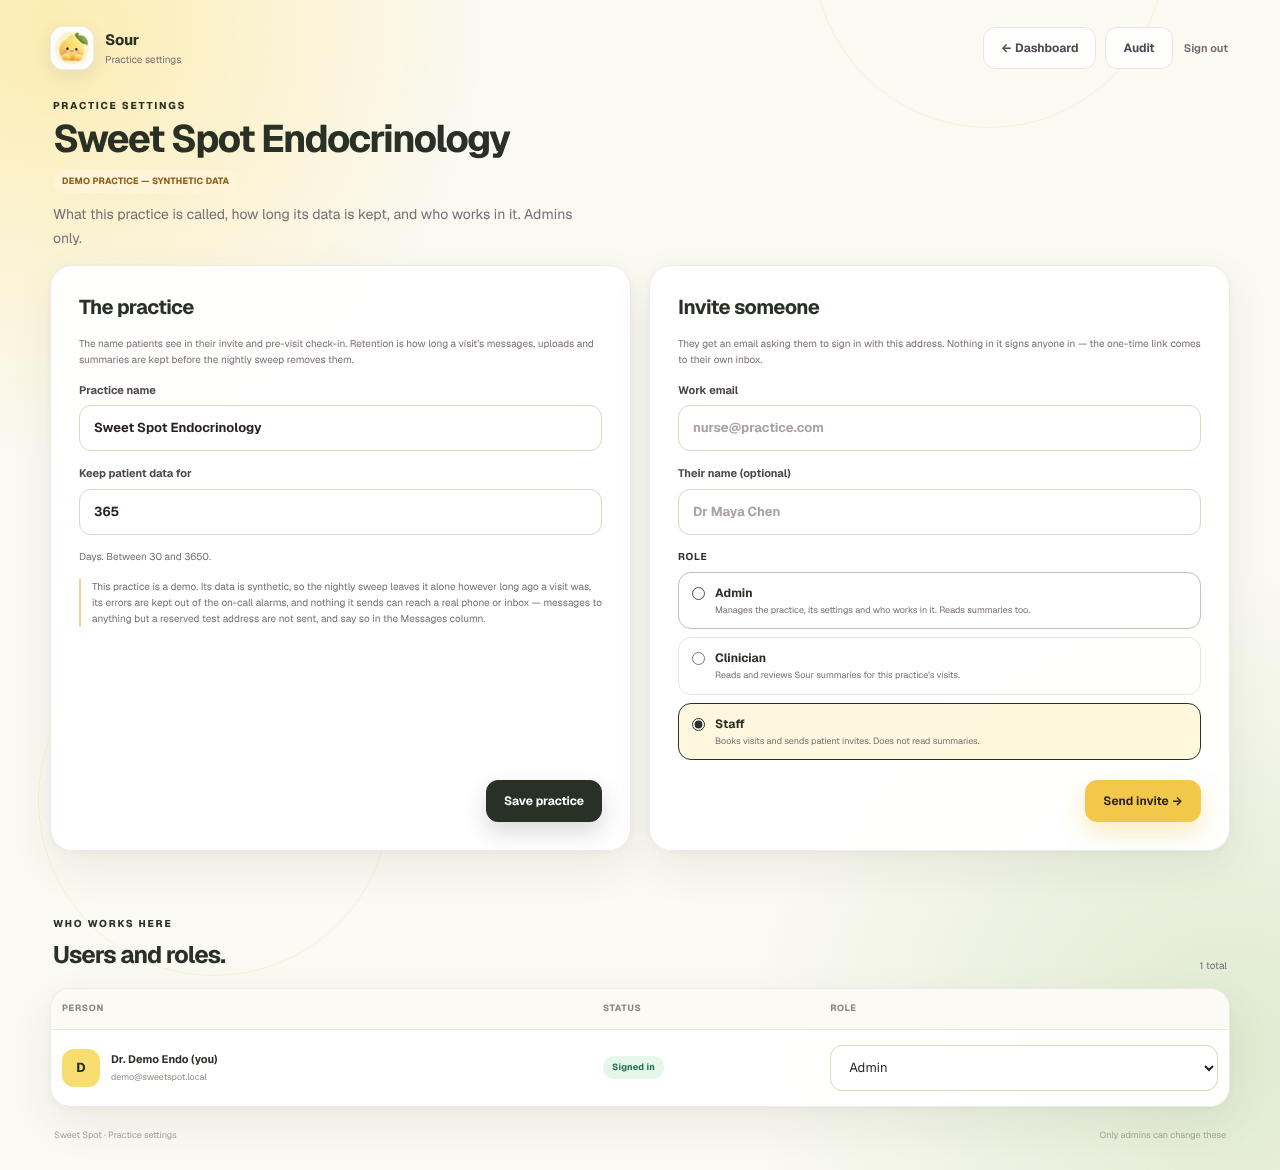 Sour
Practice settings
← Dashboard
Audit
Sign out
PRACTICE SETTINGS
Sweet Spot Endocrinology
DEMO PRACTICE — SYNTHETIC DATA
What this practice is called, how long its data is kept, and who works in it. Admins
only.
The practice
The name patients see in their invite and pre-visit check-in. Retention is how long a visit's messages, uploads and
summaries are kept before the nightly sweep removes them.
Practice name
Sweet Spot Endocrinology
Keep patient data for
365
Days. Between 30 and 3650.
This practice is a demo. Its data is synthetic, so the nightly sweep leaves it alone however long ago a visit was,
its errors are kept out of the on-call alarms, and nothing it sends can reach a real phone or inbox — messages to
anything but a reserved test address are not sent, and say so in the Messages column.
Save practice
Invite someone
They get an email asking them to sign in with this address. Nothing in it signs anyone in — the one-time link comes
to their own inbox.
Work email
nurse@practice.com
Their name (optional)
Dr Maya Chen
ROLE
Admin
Manages the practice, its settings and who works in it. Reads summaries too.
Clinician
Reads and reviews Sour summaries for this practice's visits.
Staff
Books visits and sends patient invites. Does not read summaries.
Send invite →
WHO WORKS HERE
Users and roles.
1 total
PERSON
STATUS
ROLE
D
Dr. Demo Endo (you)
demo@sweetspot.local
Signed in
Admin
Sweet Spot · Practice settings
Only admins can change these